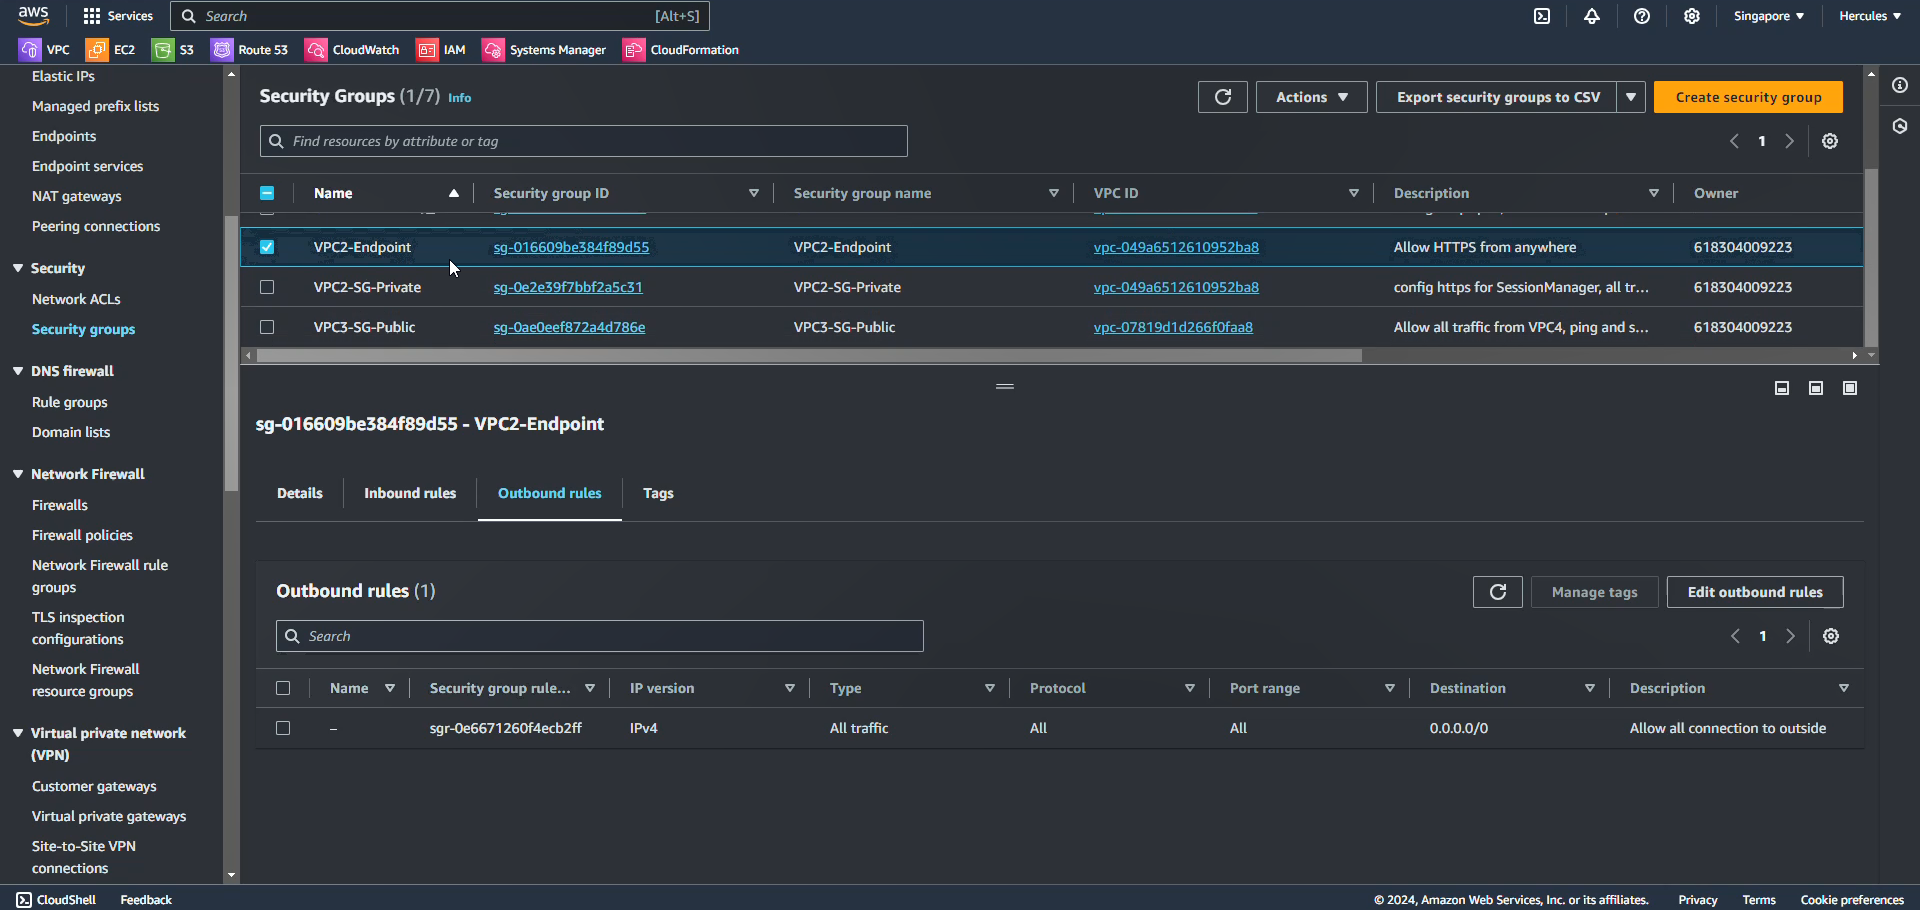 aws Services Search [Alt+S] Singapore Hercules
VPC EC2 S3 Route 53 CloudWatch IAM Systems Manager CloudFormation
Elastic IPs
Managed prefix lists
Endpoints
Endpoint services
NAT gateways
Peering connections
Security
Network ACLs
Security groups
DNS firewall
Rule groups
Domain lists
Network Firewall
Firewalls
Firewall policies
Network Firewall rule
groups
TLS inspection
configurations
Network Firewall
resource groups
Virtual private network
(VPN)
Customer gateways
Virtual private gateways
Site-to-Site VPN
connections
Security Groups (1/7) Info
Actions Export security groups to CSV Create security group
Find resources by attribute or tag
1
Name Security group ID Security group name VPC ID Description Owner
VPC2-Endpoint sg-016609be384f89d55 VPC2-Endpoint vpc-049a6512610952ba8 Allow HTTPS from anywhere 618304009223
VPC2-SG-Private sg-0e2e39f7bbf2a5c31 VPC2-SG-Private vpc-049a6512610952ba8 config https for SessionManager, all tr... 618304009223
VPC3-SG-Public sg-0ae0eef872a4d786e VPC3-SG-Public vpc-07819d1d266f0faa8 Allow all traffic from VPC4, ping and s... 618304009223
sg-016609be384f89d55 - VPC2-Endpoint
Details Inbound rules Outbound rules Tags
Outbound rules (1)
Manage tags Edit outbound rules
Search
1
Name Security group rule... IP version Type Protocol Port range Destination Description
– sgr-0e6671260f4ecb2ff IPv4 All traffic All All 0.0.0.0/0 Allow all connection to outside
CloudShell Feedback © 2024, Amazon Web Services, Inc. or its affiliates. Privacy Terms Cookie preferences